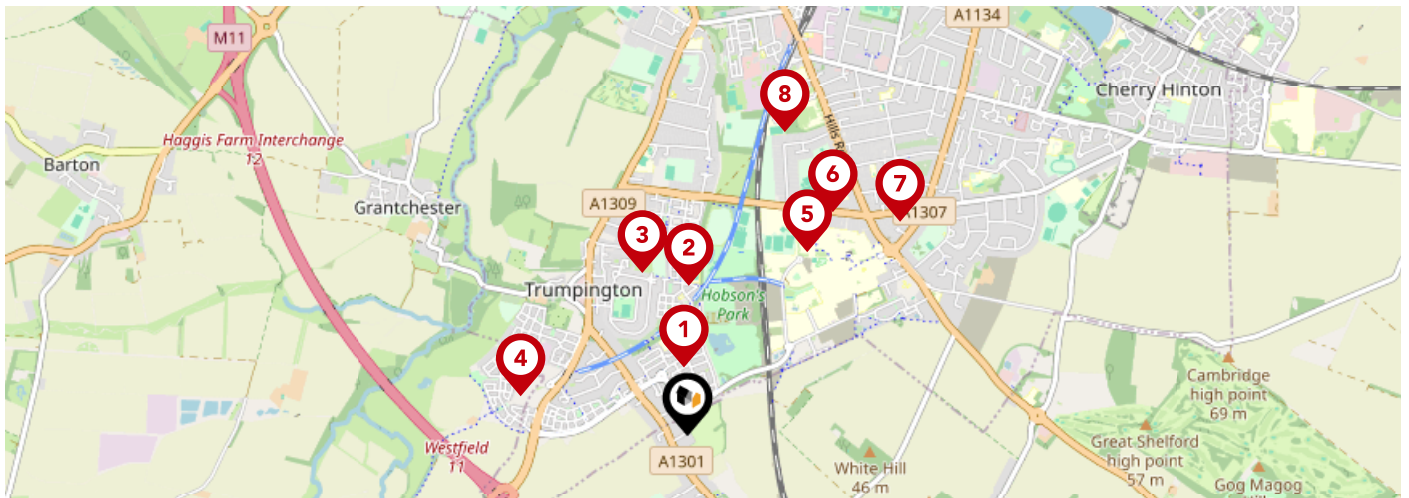 M11
A1134
Cherry Hinton
8
Hills R
Haggis Farm Interchange
12
Barton
6
7
Grantchester
A1309
5
A1307
3
2
Trumpington
Hobson's
Park
1
4
Cambridge
high point
69 m
Westfield
11
Great Shelford
high point
57 m
A1301
White Hill
46 m
Gog Magog